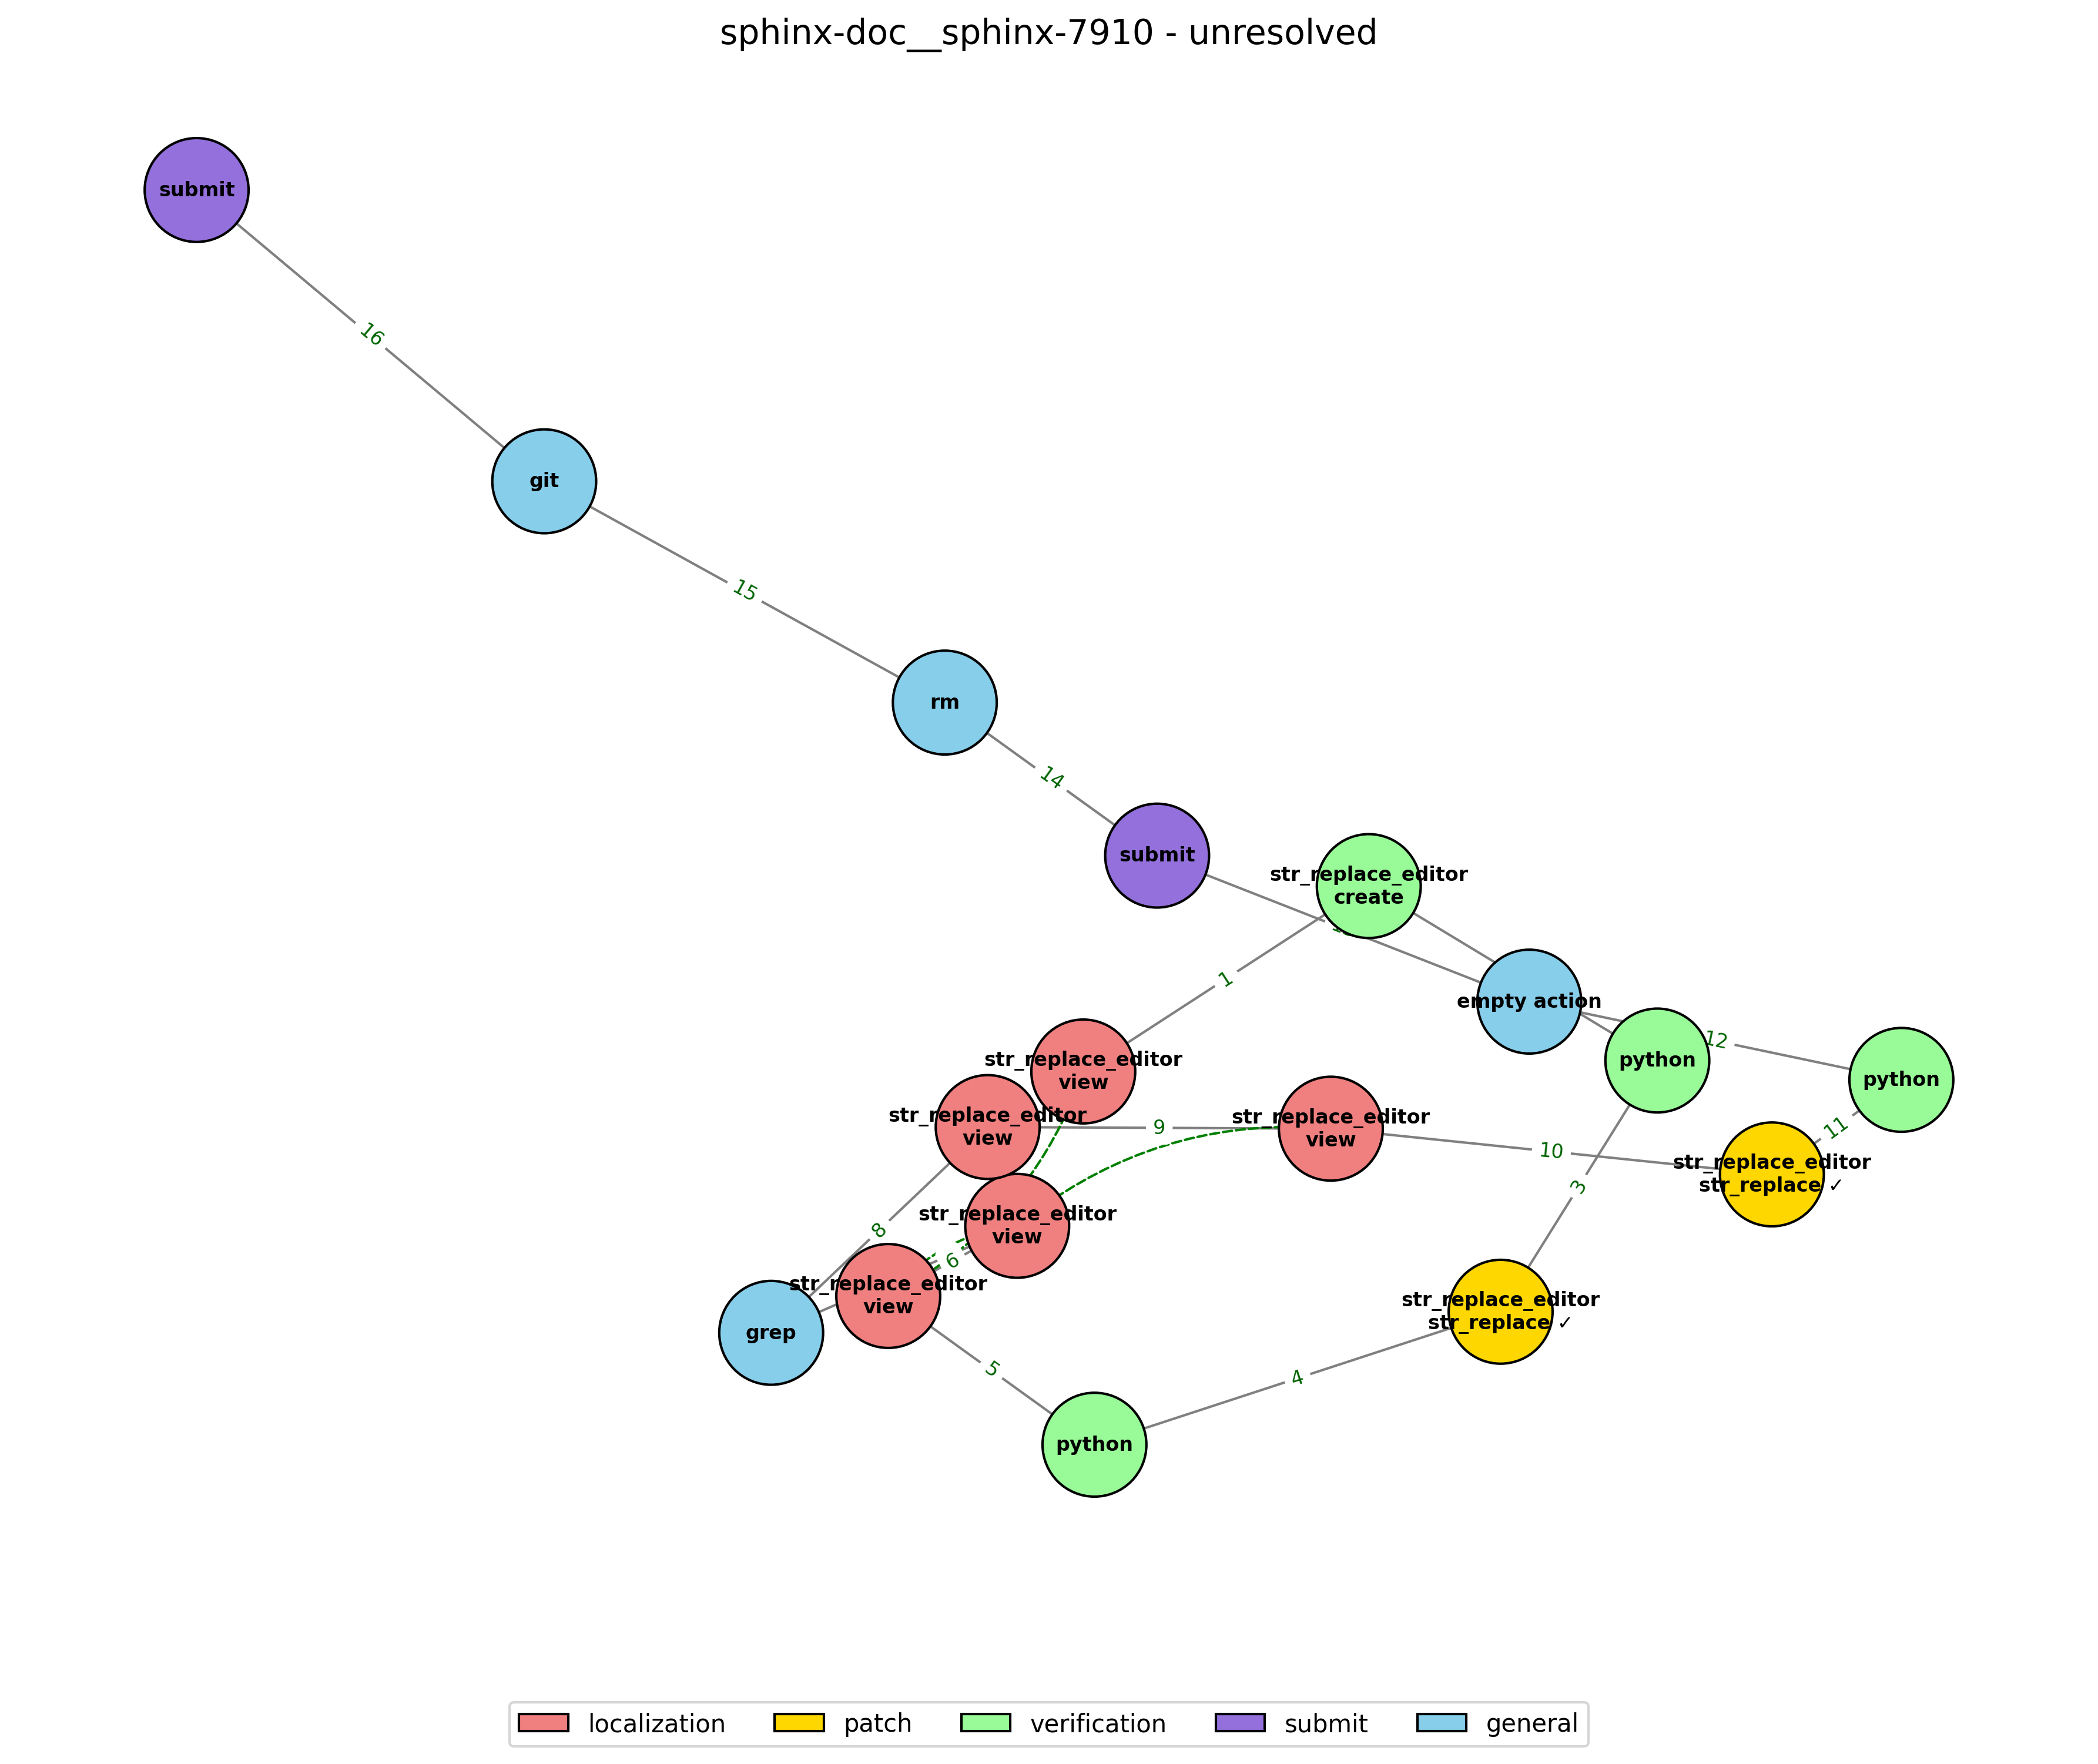 sphinx-doc__sphinx-7910 - unresolved
submit
16
git
15
rm
14
submit
str_replace_editor
create
1
empty action
12
python
python
str_replace_editor
view
str_replace_editor
view
9
str_replace_editor
view
10
11
str_replace_editor
str_replace ✓
3
str_replace_editor
view
8
6
str_replace_editor
view
grep
str_replace_editor
str_replace ✓
5
4
python
localization
patch
verification
submit
general